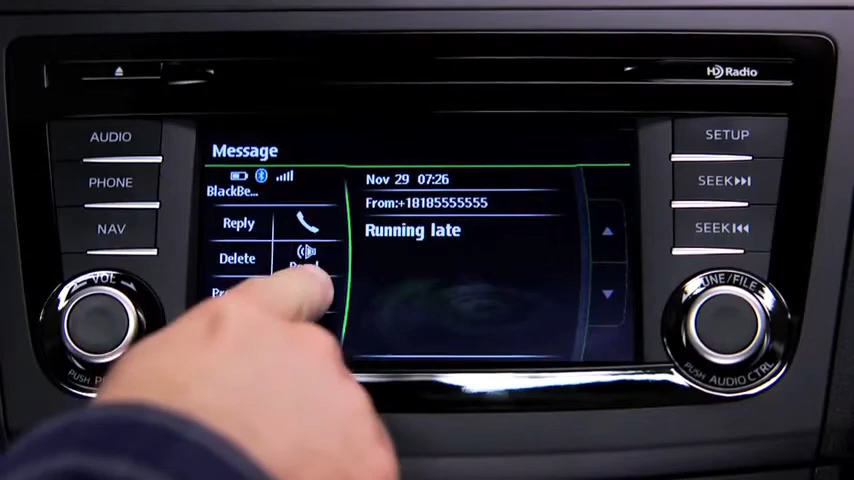 HD Radio
AUDIO
PHONE
NAV
VOL
SETUP
SEEK
SEEK
TUNE/FILE
PUSH AUDIO CTRL
PUSH
Message
BlackBe...
Reply
Delete
Nov 29 07:26
From:+18185555555
Running late